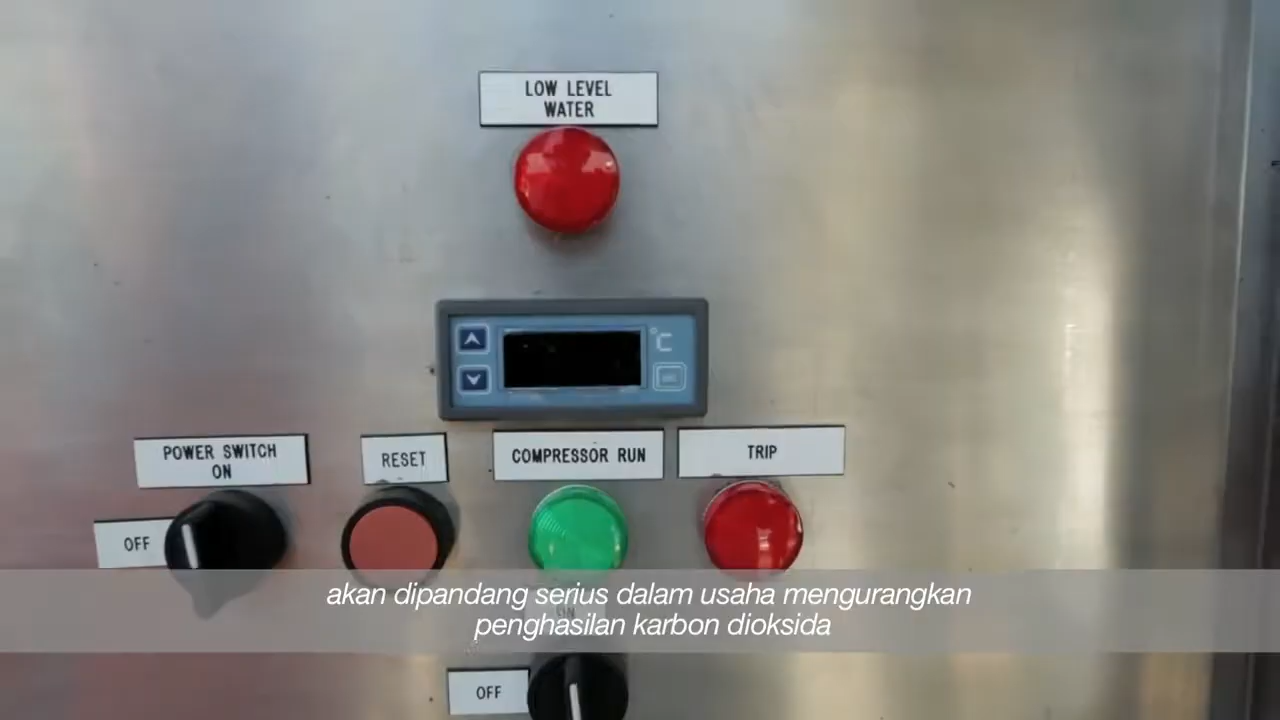 LOW LEVEL
WATER
°C
POWER SWITCH
ON
RESET
COMPRESSOR RUN
TRIP
OFF
akan dipandang serius dalam usaha mengurangkan
penghasilan karbon dioksida
ON
OFF